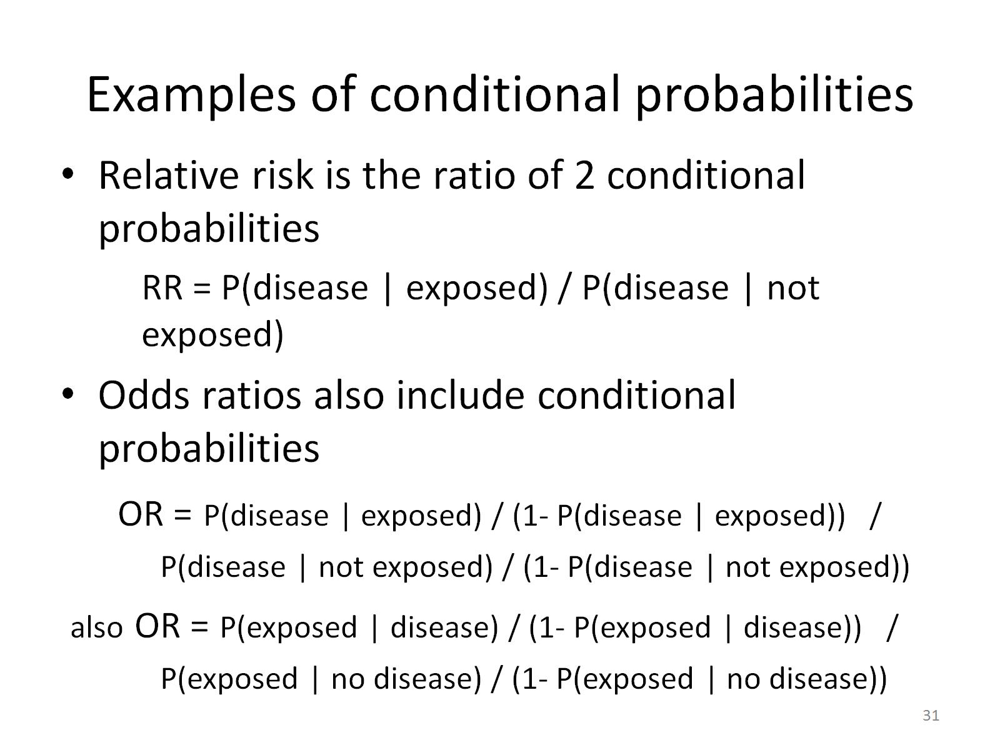 Examples of conditional probabilities
• Relative risk is the ratio of 2 conditional
probabilities
RR = P(disease | exposed) / P(disease | not
exposed)
• Odds ratios also include conditional
probabilities
OR = P(disease | exposed) / (1- P(disease | exposed)) /
P(disease | not exposed) / (1- P(disease | not exposed))
also OR = P(exposed | disease) / (1- P(exposed | disease)) /
P(exposed | no disease) / (1- P(exposed | no disease))
31